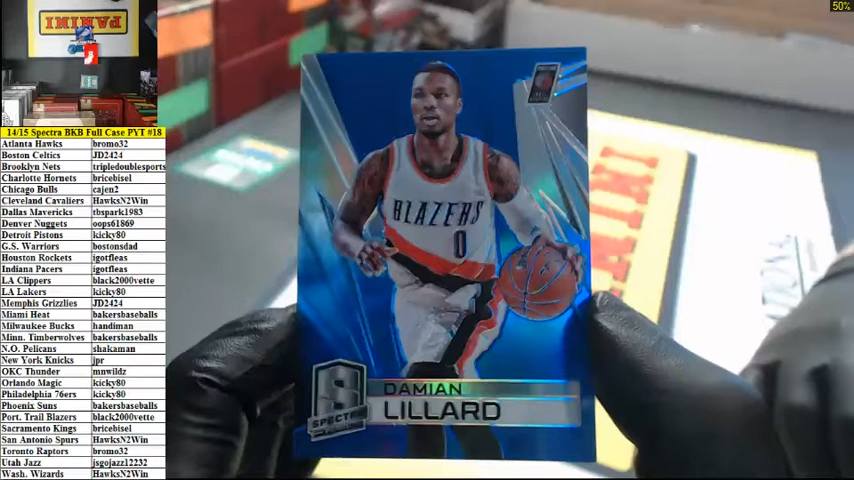 50%
PANINI
14/15 Spectra BKB Full Case PYT #18
Atlanta Hawks bromo32
Boston Celtics JD2424
Brooklyn Nets tripledoublesports
Charlotte Hornets bricebisel
Chicago Bulls cajen2
Cleveland Cavaliers HawksN2Win
Dallas Mavericks tbspark1983
Denver Nuggets oops61869
Detroit Pistons kicky80
G.S. Warriors bostonsdad
Houston Rockets igotfleas
Indiana Pacers igotfleas
LA Clippers black2000vette
LA Lakers kicky80
Memphis Grizzlies JD2424
Miami Heat bakersbaseballs
Milwaukee Bucks handiman
Minn. Timberwolves bakersbaseballs
N.O. Pelicans shakaman
New York Knicks jpr
OKC Thunder mnwildz
Orlando Magic kicky80
Philadelphia 76ers kicky80
Phoenix Suns bakersbaseballs
Port. Trail Blazers black2000vette
Sacramento Kings bricebisel
San Antonio Spurs HawksN2Win
Toronto Raptors bromo32
Utah Jazz jsgojazz12232
Wash. Wizards HawksN2Win
BLAZERS
0
S
SPECTRA
DAMIAN
LILLARD
PANINI